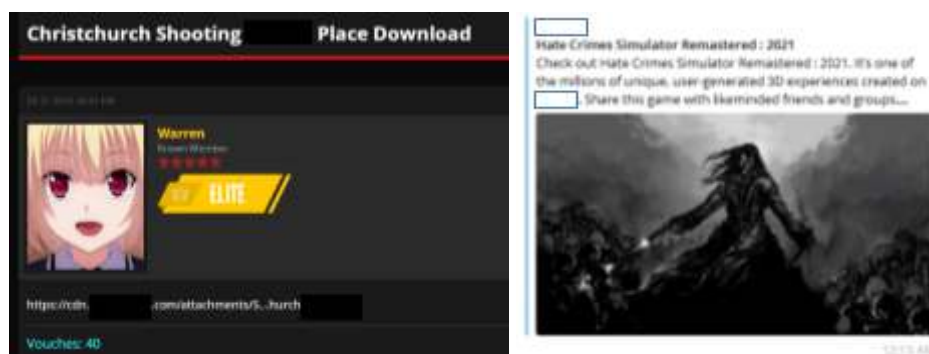 Christchurch Shooting Place Download
Warren
ELITE
https://cdn. .com/attachments/S...hurch
Vouches: 40
Hate Crimes Simulator Remastered : 2021
Check out Hate Crimes Simulator Remastered : 2021. It's one of
the millions of unique, user-generated 3D experiences created on
. Share this game with likeminded friends and groups....